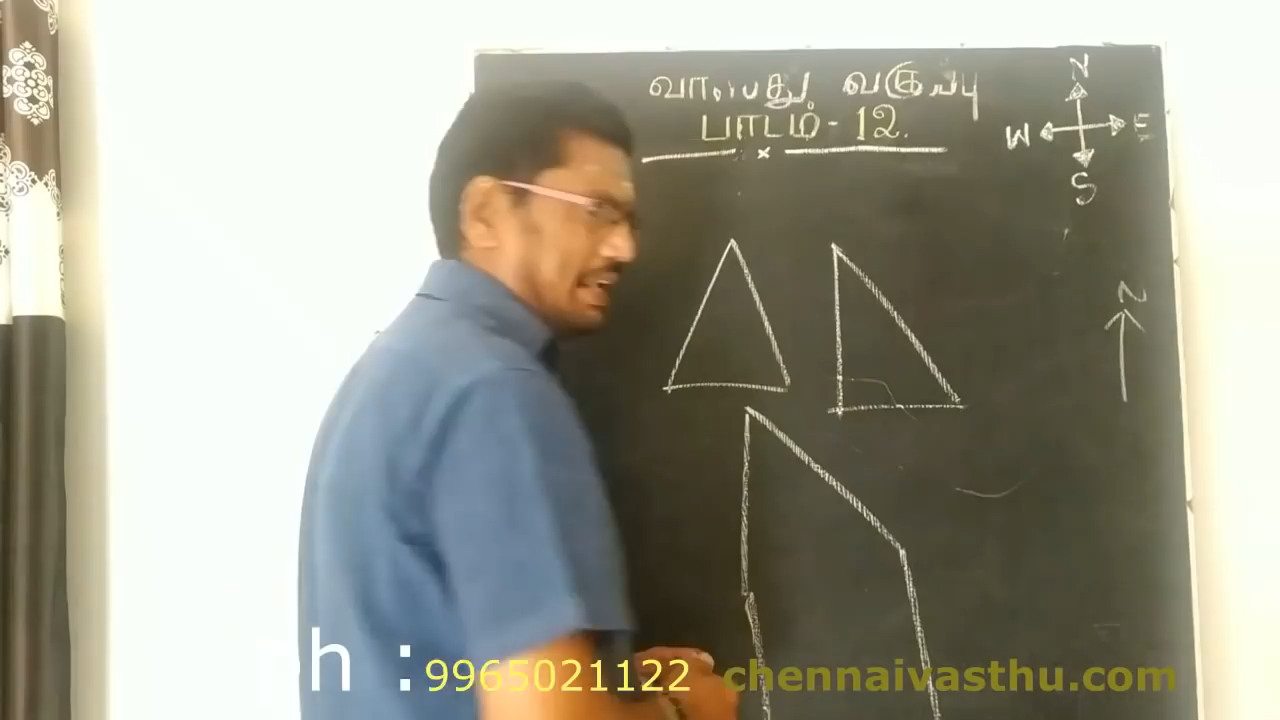 வாஸ்து வகுப்பு
பாடம் - 12.
x
N
W E
S
N
ph : 9965021122 chennaivasthu.com